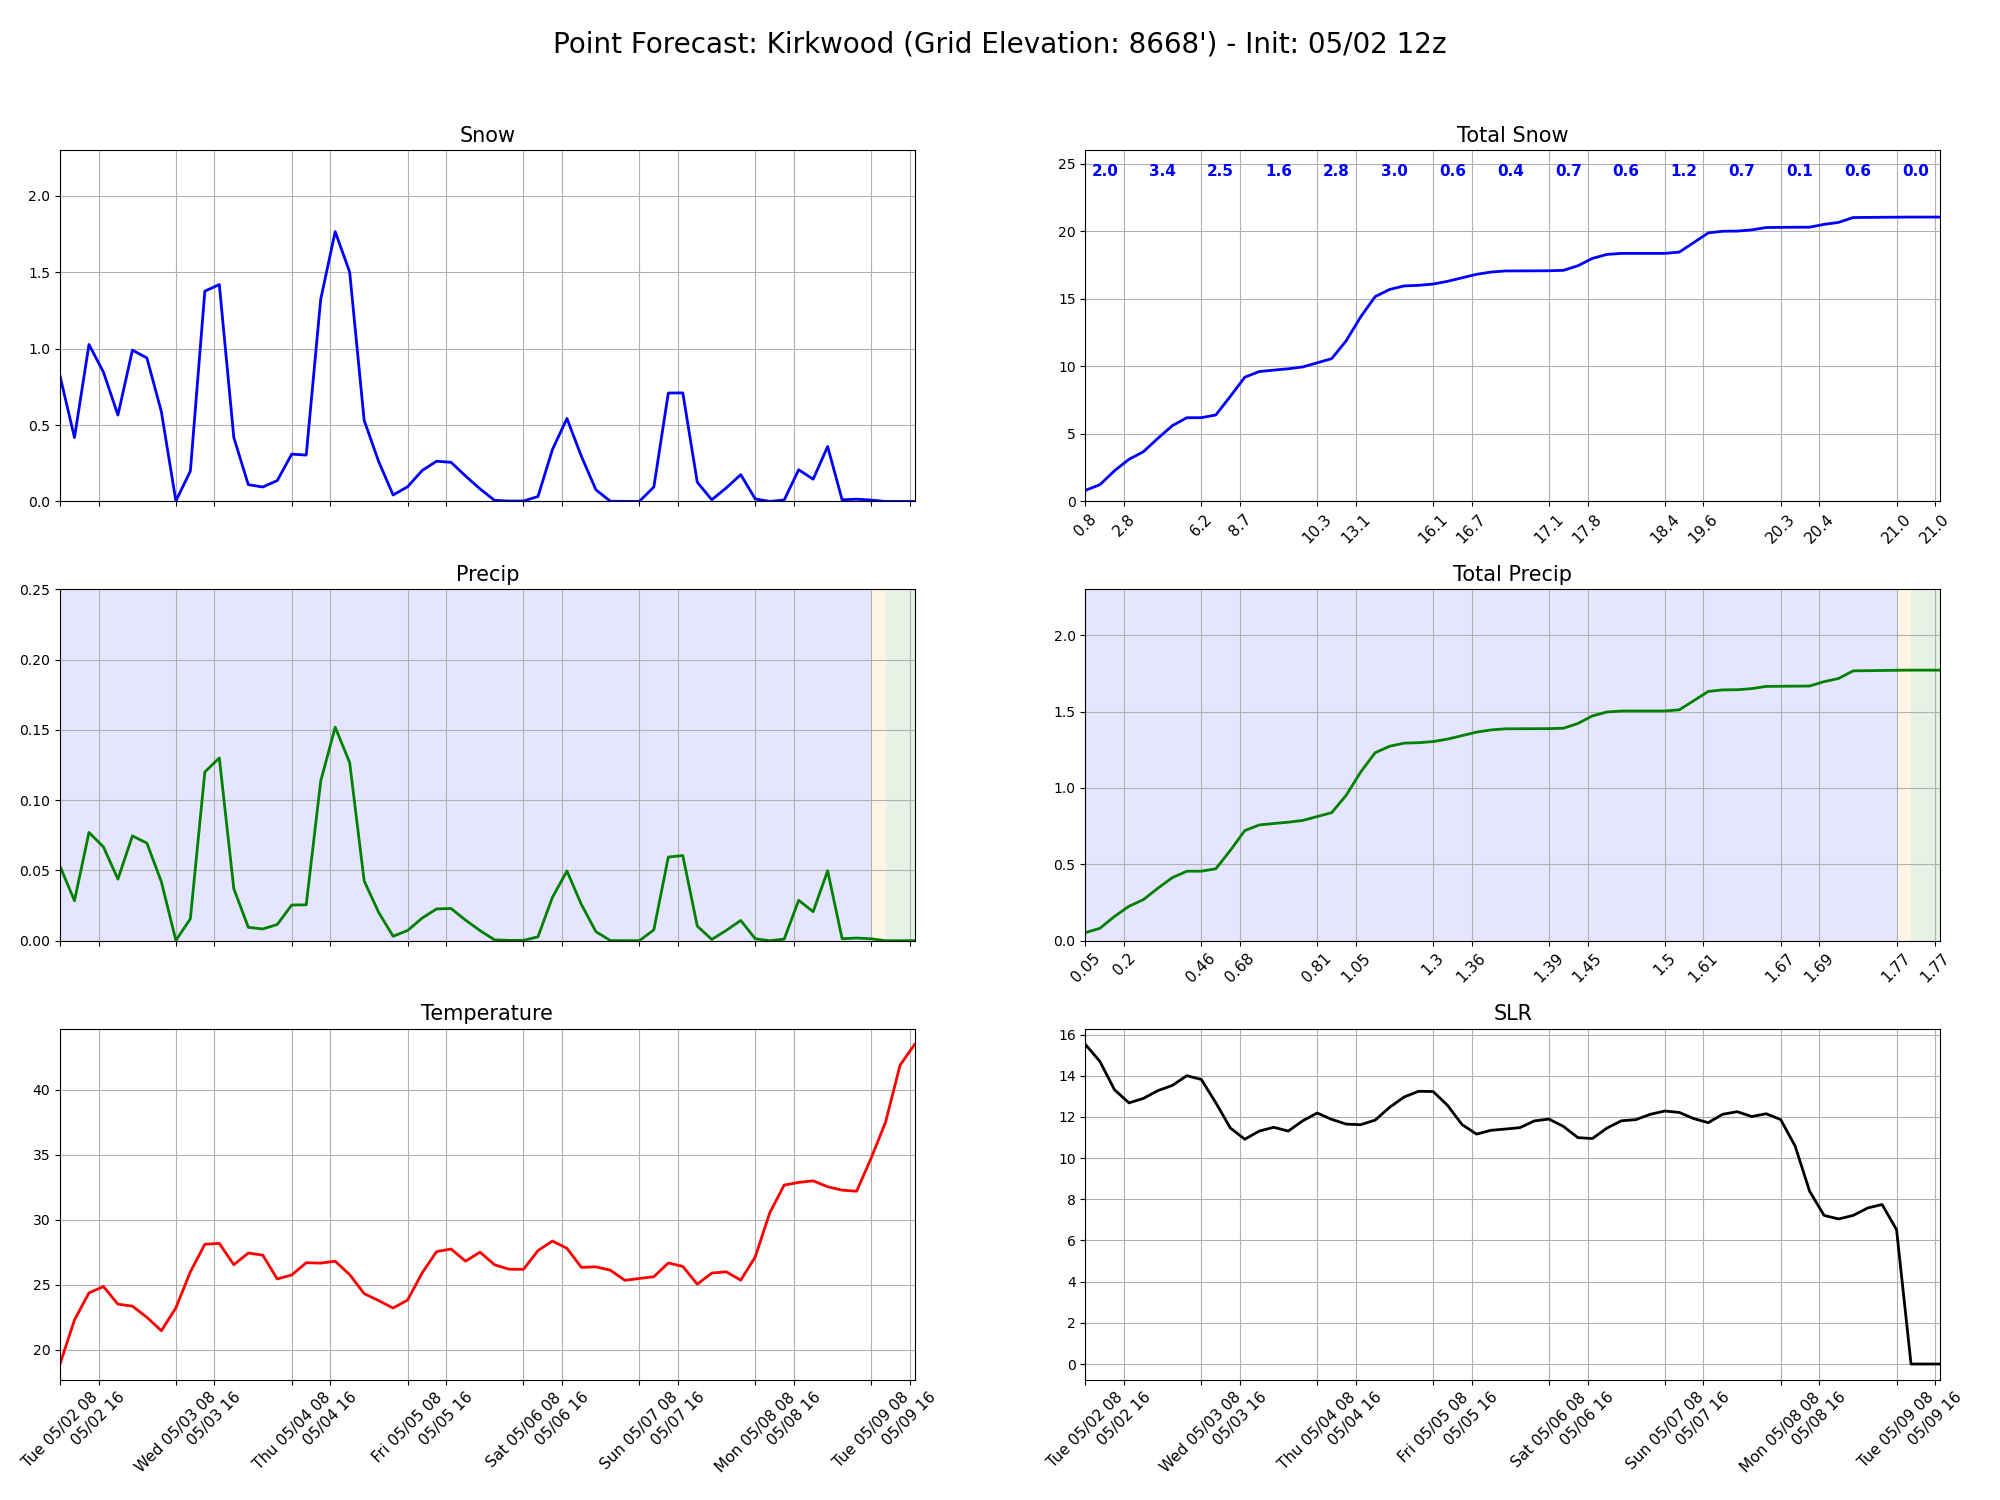 Point Forecast: Kirkwood (Grid Elevation: 8668') - Init: 05/02 12z
Snow
2.0
1.5
1.0
0.5
0.0
Total Snow
2.0 3.4 2.5 1.6 2.8 3.0 0.6 0.4 0.7 0.6 1.2 0.7 0.1 0.6 0.0
25
20
15
10
5
0
0.8 2.8 6.2 8.7 10.3 13.1 16.1 16.7 17.1 17.8 18.4 19.6 20.3 20.4 21.0 21.0
Precip
0.25
0.20
0.15
0.10
0.05
0.00
Total Precip
2.0
1.5
1.0
0.5
0.0
0.05 0.2 0.46 0.68 0.81 1.05 1.3 1.36 1.39 1.45 1.5 1.61 1.67 1.69 1.77 1.77
Temperature
40
35
30
25
20
Tue 05/02 08
05/02 16
Wed 05/03 08
05/03 16
Thu 05/04 08
05/04 16
Fri 05/05 08
05/05 16
Sat 05/06 08
05/06 16
Sun 05/07 08
05/07 16
Mon 05/08 08
05/08 16
Tue 05/09 08
05/09 16
SLR
16
14
12
10
8
6
4
2
0
Tue 05/02 08
05/02 16
Wed 05/03 08
05/03 16
Thu 05/04 08
05/04 16
Fri 05/05 08
05/05 16
Sat 05/06 08
05/06 16
Sun 05/07 08
05/07 16
Mon 05/08 08
05/08 16
Tue 05/09 08
05/09 16